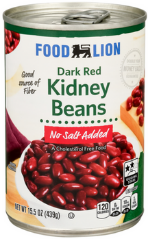 FOOD LION
Good
source of
Fiber
Dark Red
Kidney
Beans
No Salt Added
A Cholesterol Free Food
120
CALORIES
NET WT 15.5 OZ (439g)